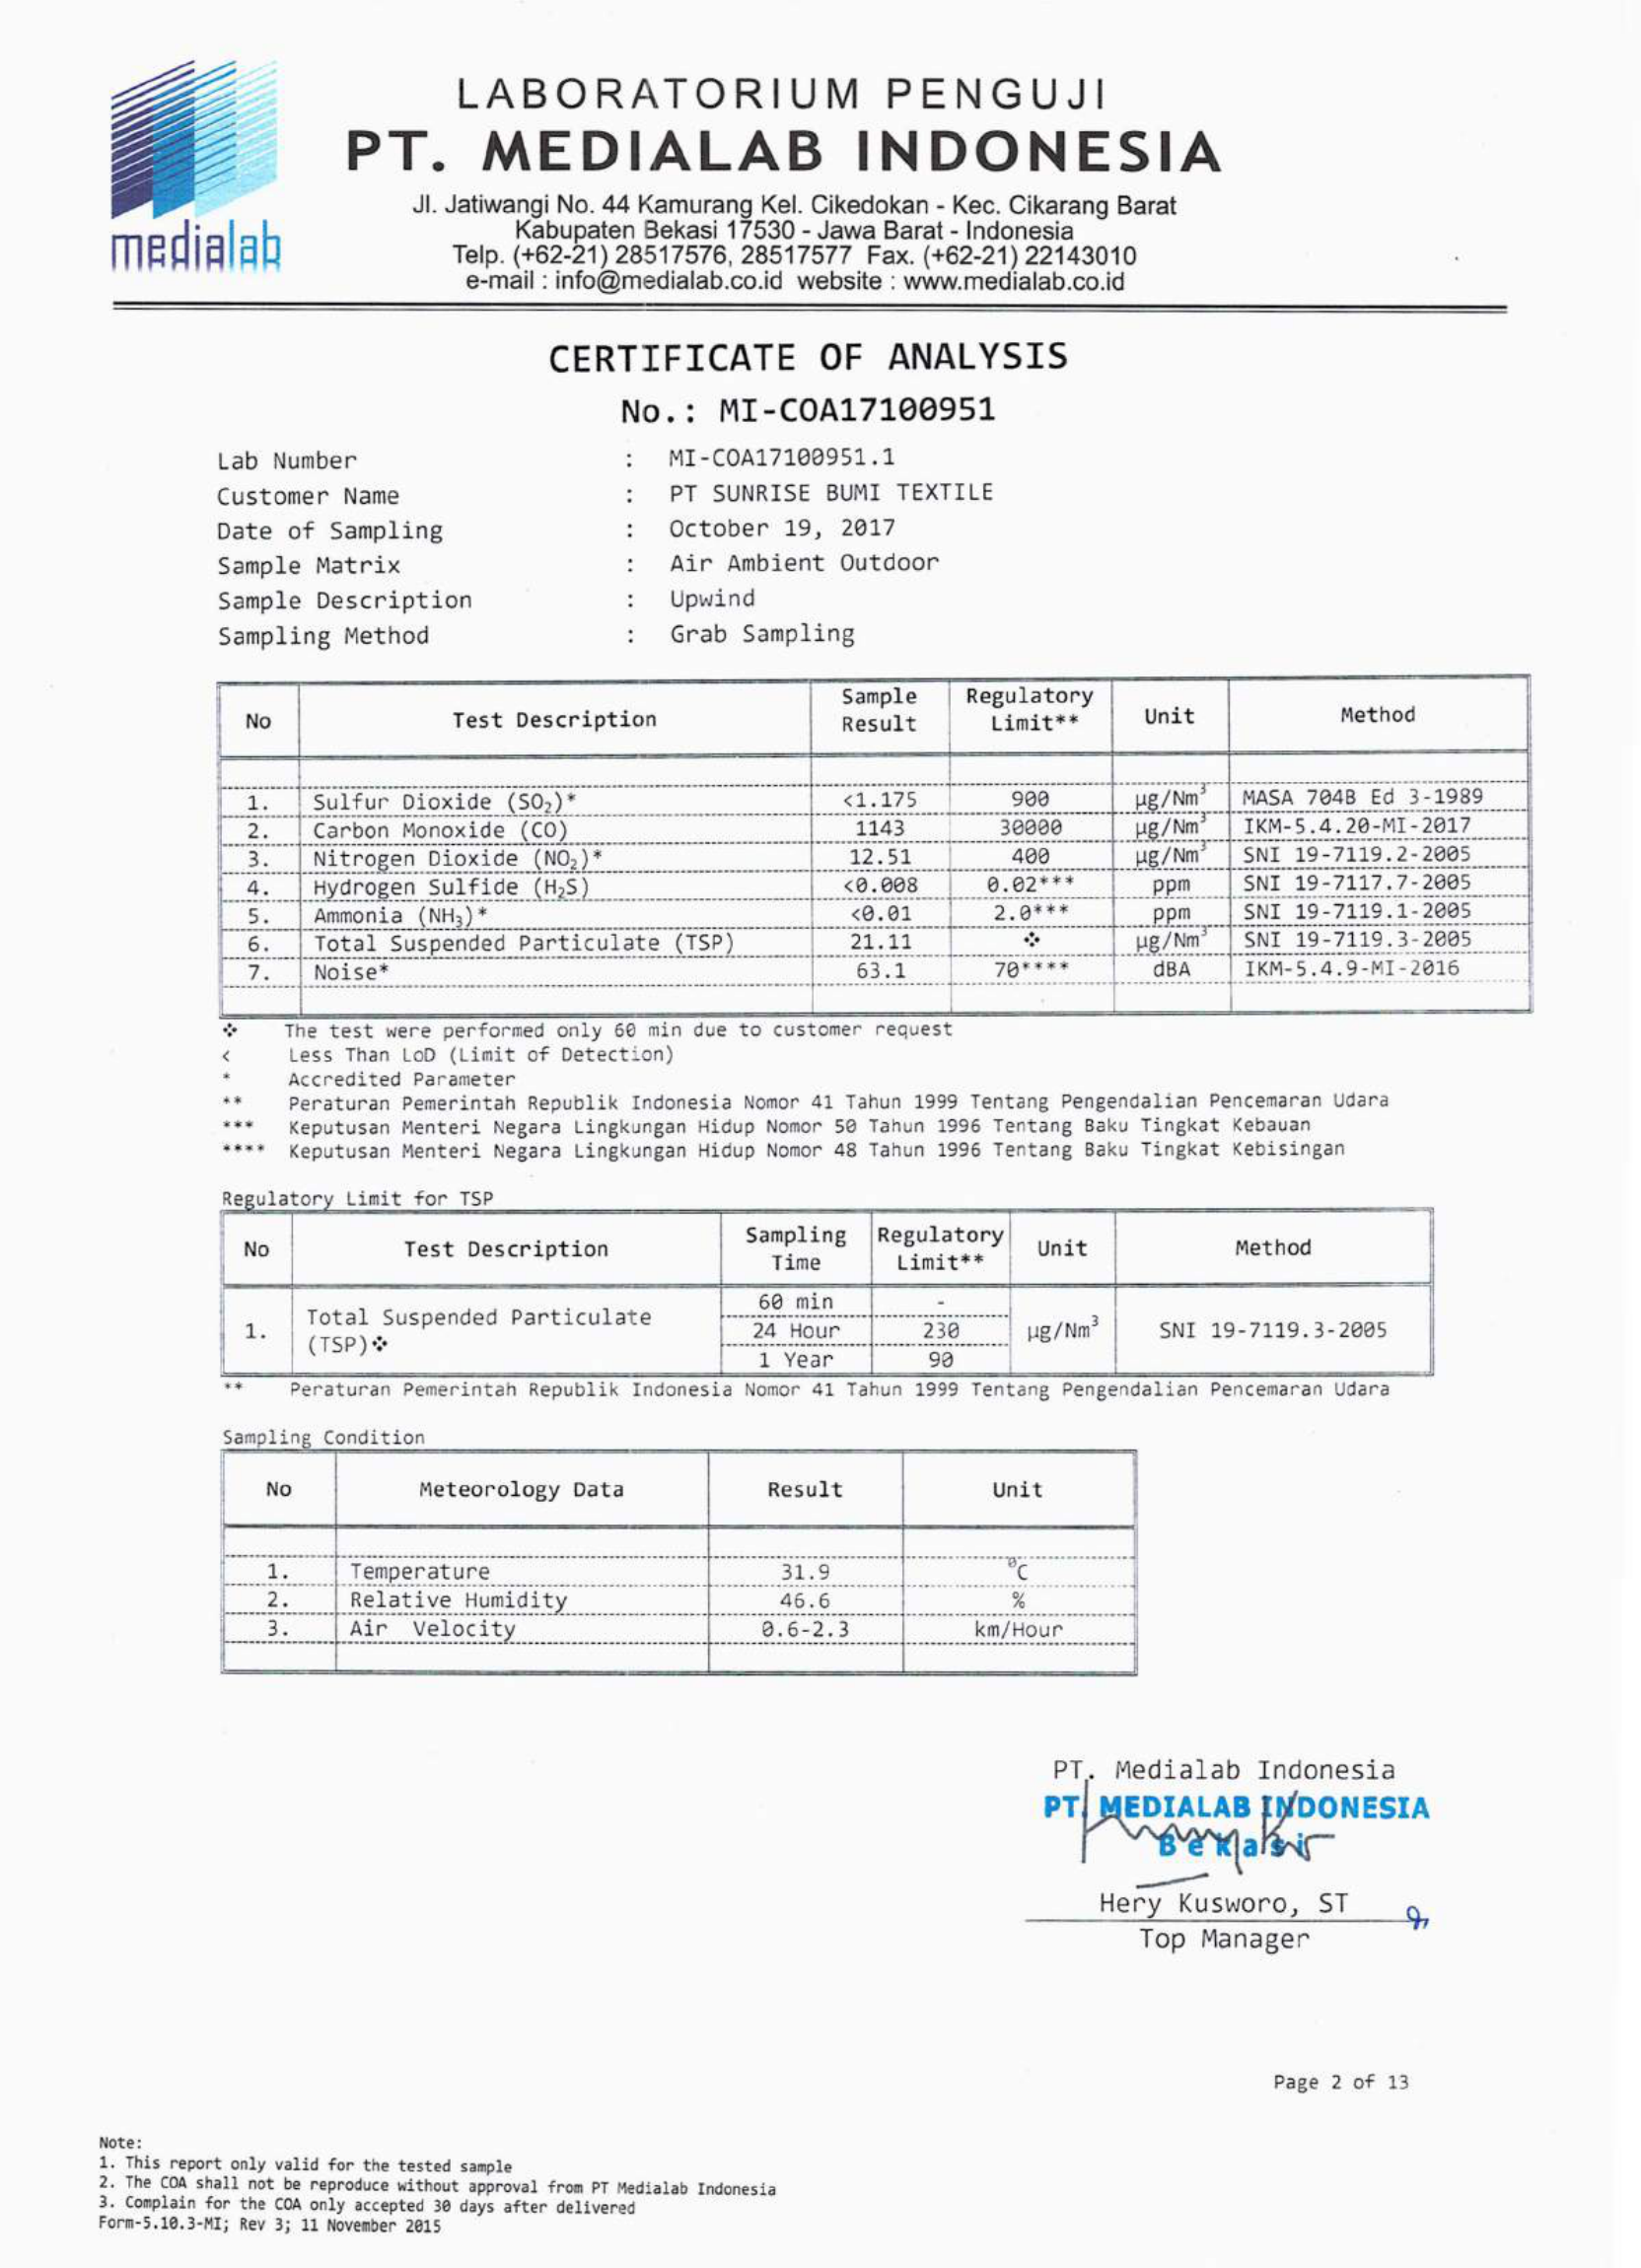 LABORATORIUM PENGUJI
PT. MEDIALAB INDONESIA
medialab
Jl. Jatiwangi No. 44 Kamurang Kel. Cikedokan - Kec. Cikarang Barat
Kabupaten Bekasi 17530 - Jawa Barat - Indonesia
Telp. (+62-21) 28517576, 28517577 Fax. (+62-21) 22143010
e-mail : info@medialab.co.id website : www.medialab.co.id
CERTIFICATE OF ANALYSIS
No.: MI-COA17100951
Lab Number : MI-COA17100951.1
Customer Name : PT SUNRISE BUMI TEXTILE
Date of Sampling : October 19, 2017
Sample Matrix : Air Ambient Outdoor
Sample Description : Upwind
Sampling Method : Grab Sampling
No Test Description Sample Result Regulatory Limit** Unit Method
1. Sulfur Dioxide (SO₂)* <1.175 900 µg/Nm³ MASA 704B Ed 3-1989
2. Carbon Monoxide (CO) 1143 30000 µg/Nm³ IKM-5.4.20-MI-2017
3. Nitrogen Dioxide (NO₂)* 12.51 400 µg/Nm³ SNI 19-7119.2-2005
4. Hydrogen Sulfide (H₂S) <0.008 0.02*** ppm SNI 19-7117.7-2005
5. Ammonia (NH₃)* <0.01 2.0*** ppm SNI 19-7119.1-2005
6. Total Suspended Particulate (TSP) 21.11 ❖ µg/Nm³ SNI 19-7119.3-2005
7. Noise* 63.1 70**** dBA IKM-5.4.9-MI-2016
❖ The test were performed only 60 min due to customer request
< Less Than LoD (Limit of Detection)
* Accredited Parameter
** Peraturan Pemerintah Republik Indonesia Nomor 41 Tahun 1999 Tentang Pengendalian Pencemaran Udara
*** Keputusan Menteri Negara Lingkungan Hidup Nomor 50 Tahun 1996 Tentang Baku Tingkat Kebauan
**** Keputusan Menteri Negara Lingkungan Hidup Nomor 48 Tahun 1996 Tentang Baku Tingkat Kebisingan
Regulatory Limit for TSP
No Test Description Sampling Time Regulatory Limit** Unit Method
1. Total Suspended Particulate (TSP)❖ 60 min - µg/Nm³ SNI 19-7119.3-2005
24 Hour 230
1 Year 90
** Peraturan Pemerintah Republik Indonesia Nomor 41 Tahun 1999 Tentang Pengendalian Pencemaran Udara
Sampling Condition
No Meteorology Data Result Unit
1. Temperature 31.9 ⁰C
2. Relative Humidity 46.6 %
3. Air Velocity 0.6-2.3 km/Hour
PT. Medialab Indonesia
PT. MEDIALAB INDONESIA
Bekasi
Hery Kusworo, ST
Top Manager
Page 2 of 13
Note:
1. This report only valid for the tested sample
2. The COA shall not be reproduce without approval from PT Medialab Indonesia
3. Complain for the COA only accepted 30 days after delivered
Form-5.10.3-MI; Rev 3; 11 November 2015